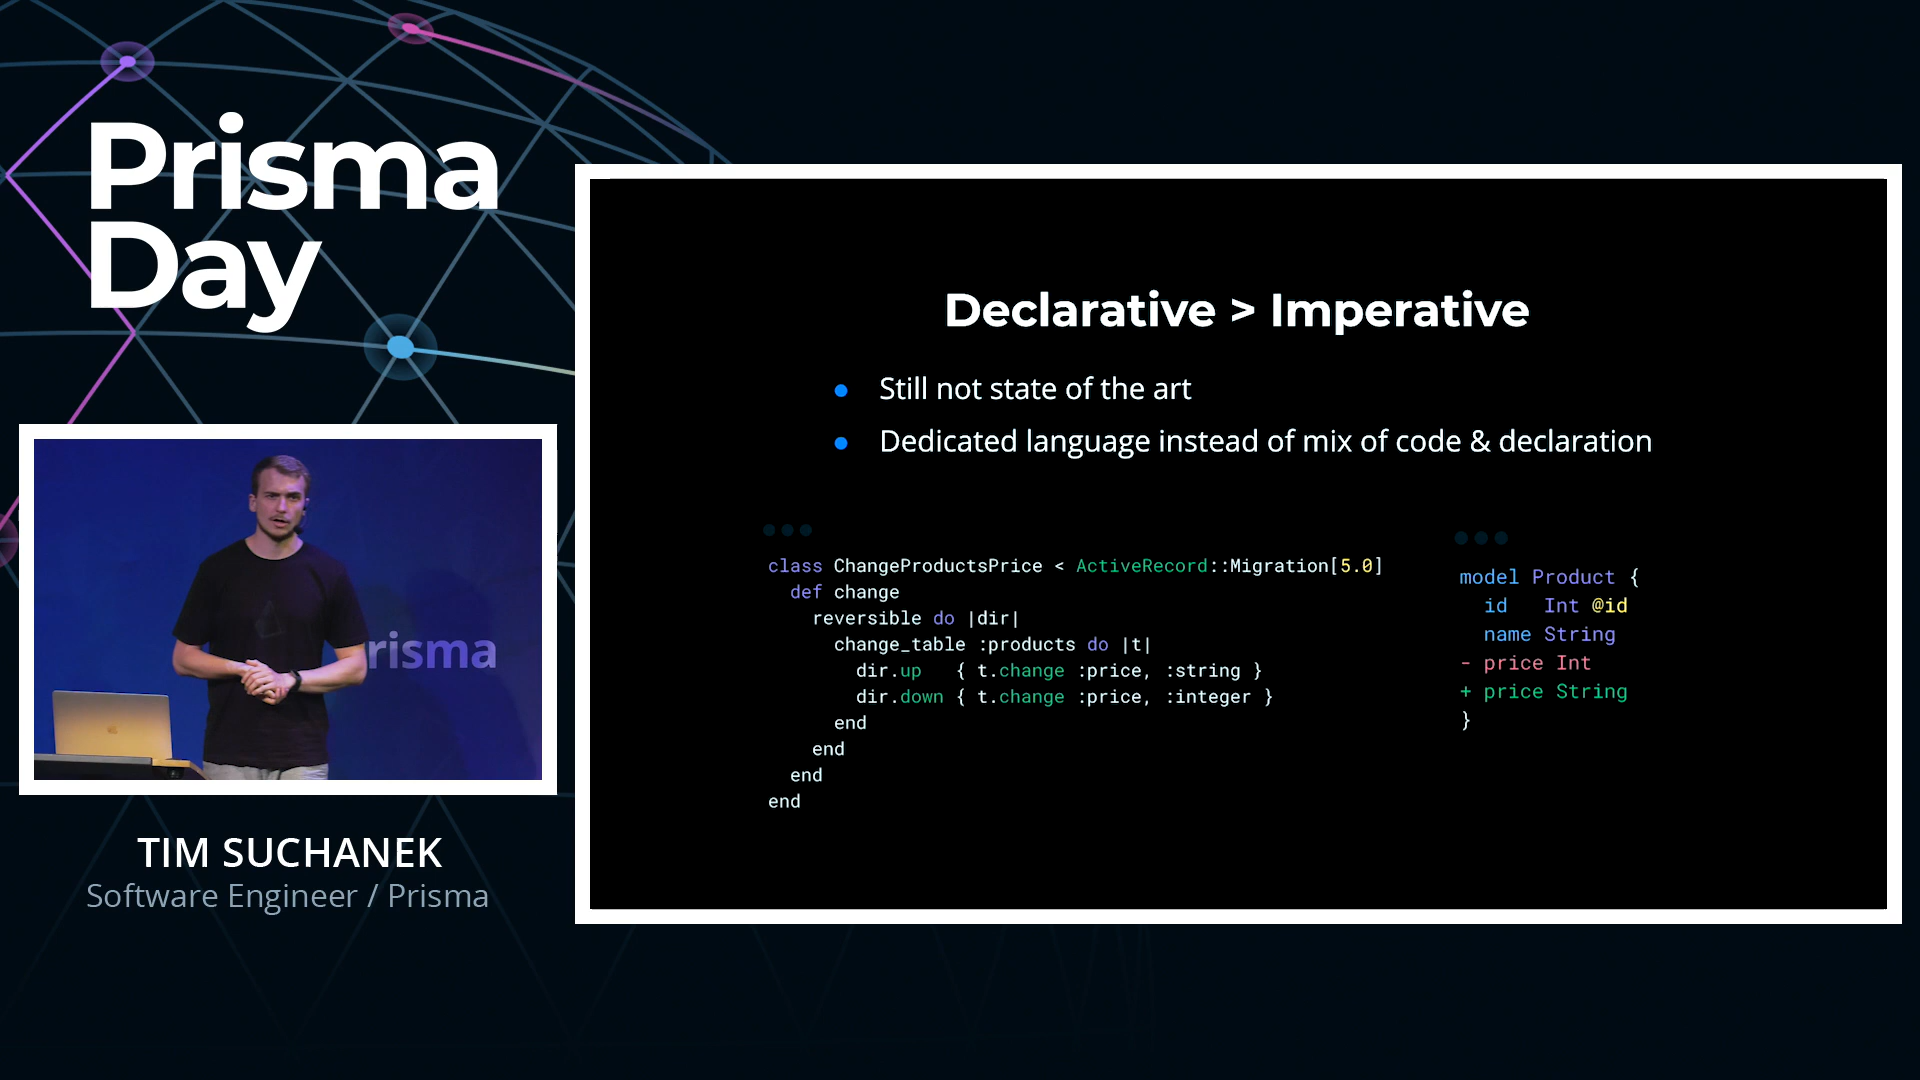 Prisma
Day
Declarative > Imperative
Still not state of the art
Dedicated language instead of mix of code & declaration
class ChangeProductsPrice < ActiveRecord::Migration[5.0]
def change
reversible do |dir|
change_table :products do |t|
dir.up { t.change :price, :string }
dir.down { t.change :price, :integer }
end
end
end
end
model Product {
id Int @id
name String
- price Int
+ price String
}
risma
TIM SUCHANEK
Software Engineer / Prisma